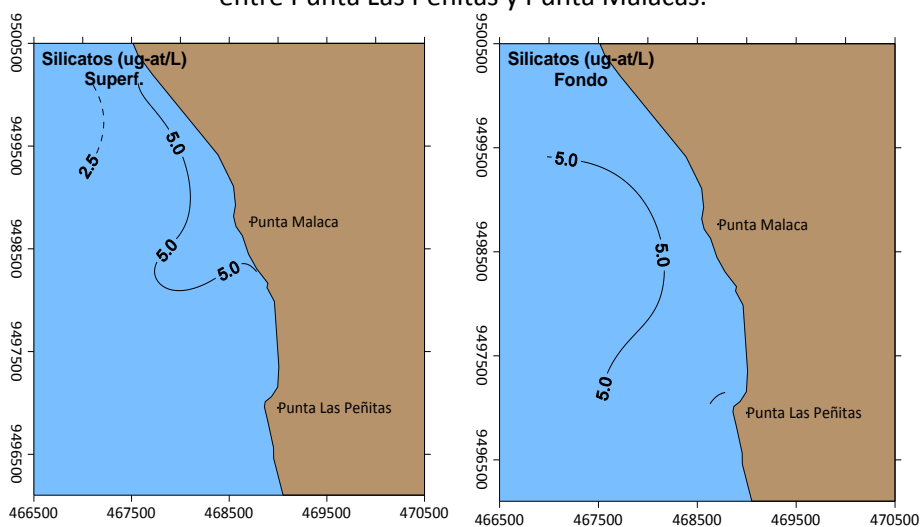 entre Punta Las Peñitas y Punta Malacas.
Silicatos (ug-at/L)
Superf.
2.5
5.0
5.0
5.0
Punta Malaca
Punta Las Peñitas
9500500
9499500
9498500
9497500
9496500
466500 467500 468500 469500 470500
Silicatos (ug-at/L)
Fondo
5.0
5.0
5.0
Punta Malaca
Punta Las Peñitas
9500500
9499500
9498500
9497500
9496500
466500 467500 468500 469500 470500